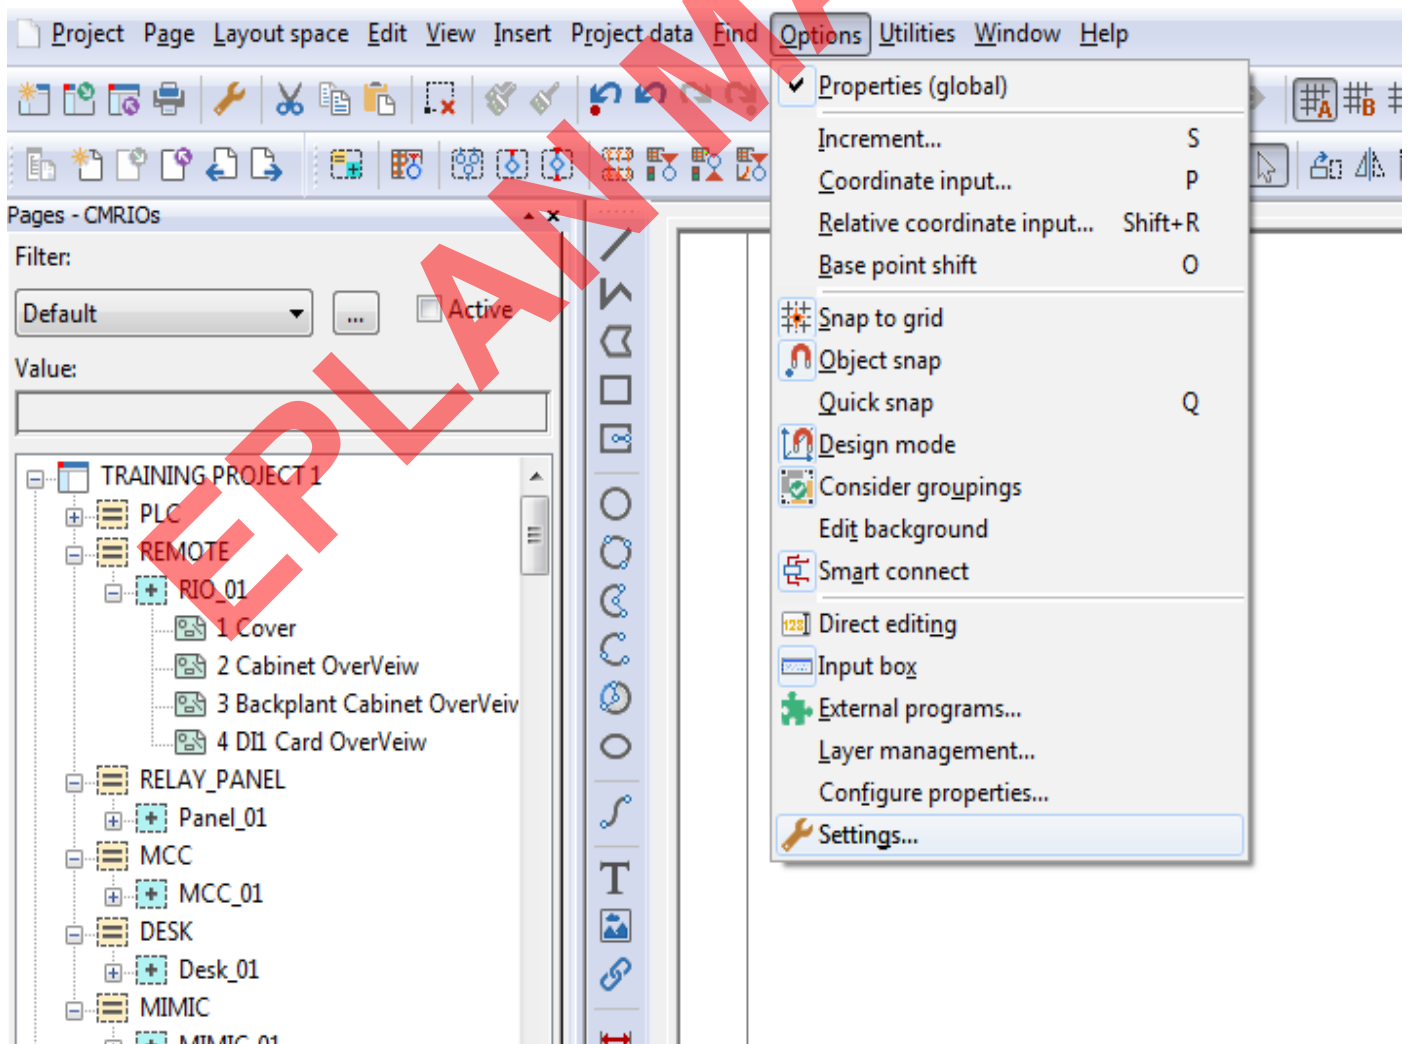 Project Page Layout space Edit View Insert Project data Find Options Utilities Window Help
Properties (global)
Increment... S
Coordinate input... P
Relative coordinate input... Shift+R
Base point shift O
Snap to grid
Object snap
Quick snap Q
Design mode
Consider groupings
Edit background
Smart connect
Direct editing
Input box
External programs...
Layer management...
Configure properties...
Settings...
Pages - CMRIOs
Filter:
Default ... Active
Value:
TRAINING PROJECT 1
PLC
REMOTE
RIO_01
1 Cover
2 Cabinet OverVeiw
3 Backplant Cabinet OverVeiw
4 DI1 Card OverVeiw
RELAY_PANEL
Panel_01
MCC
MCC_01
DESK
Desk_01
MIMIC
MIMIC_01
EPLAN MA